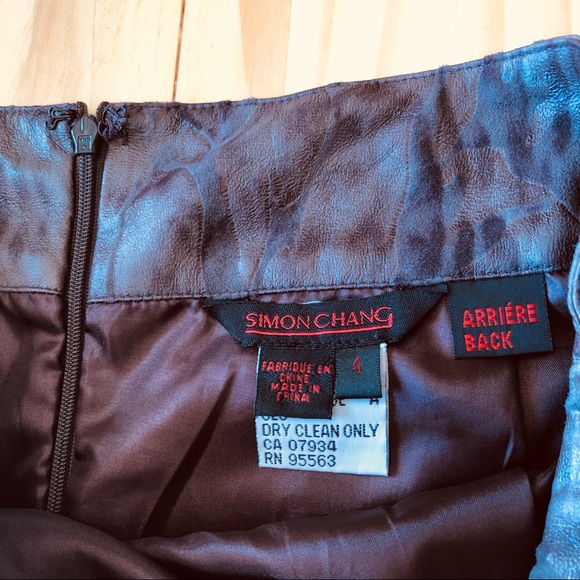 SIMON CHANG
ARRIÉRE
BACK
FABRIQUE EN
CHINE
MADE IN
CHINA
4
DRY CLEAN ONLY
CA 07934
RN 95563